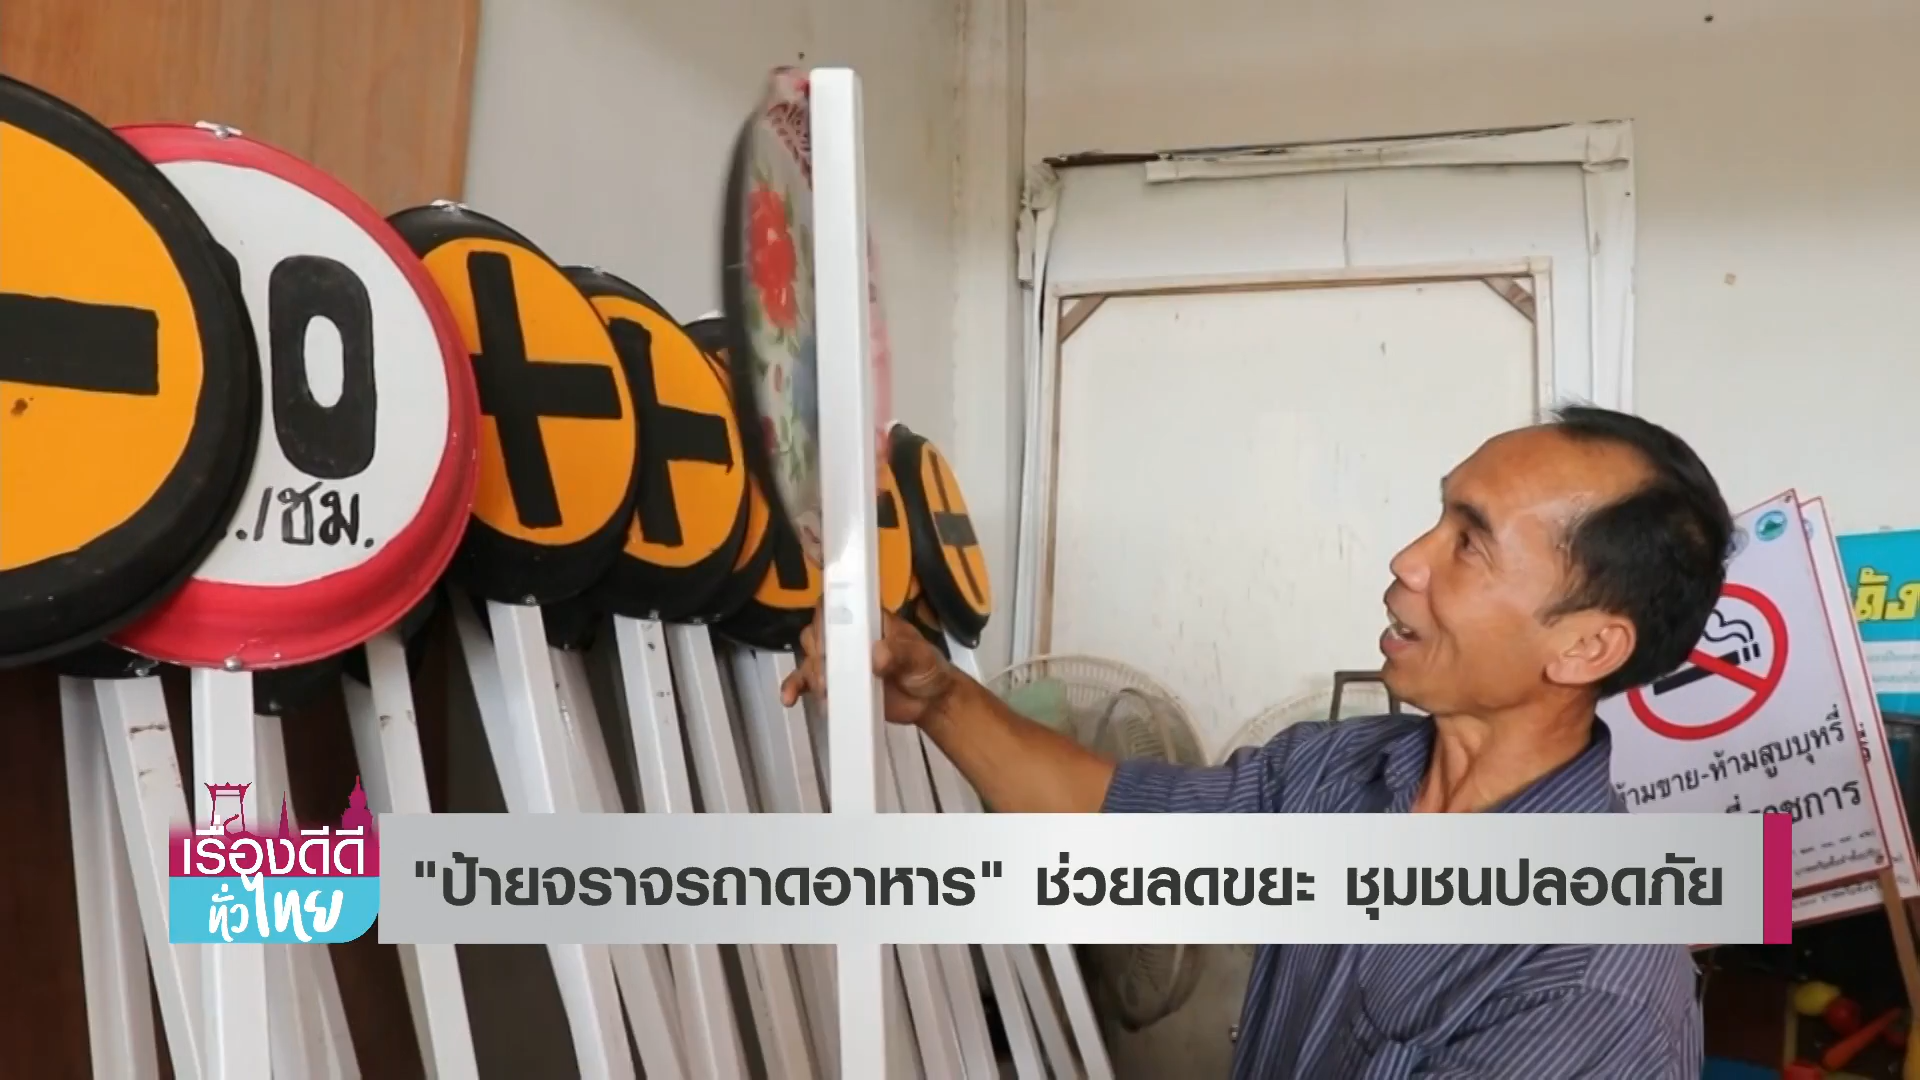 0
./ชม.
ห้ามขาย-ห้ามสูบบุหรี่
เรื่องดีดี
ทั่วไทย
"ป้ายจราจรถาดอาหาร" ช่วยลดขยะ ชุมชนปลอดภัย